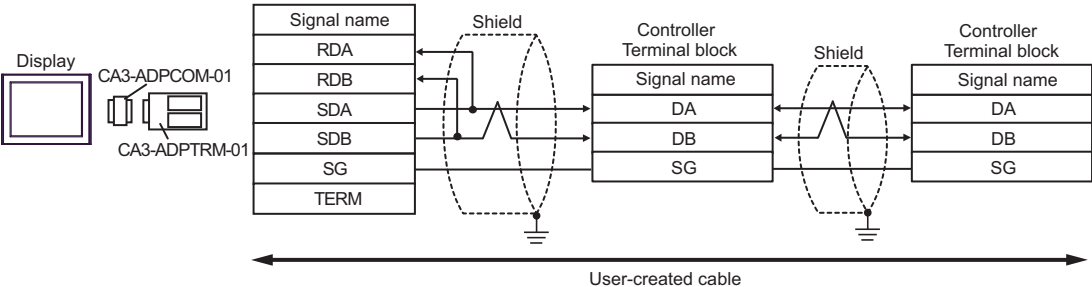 Display
CA3-ADPCOM-01
CA3-ADPTRM-01
Signal name
RDA
RDB
SDA
SDB
SG
TERM
Shield
Controller
Terminal block
Signal name
DA
DB
SG
Shield
Controller
Terminal block
Signal name
DA
DB
SG
User-created cable